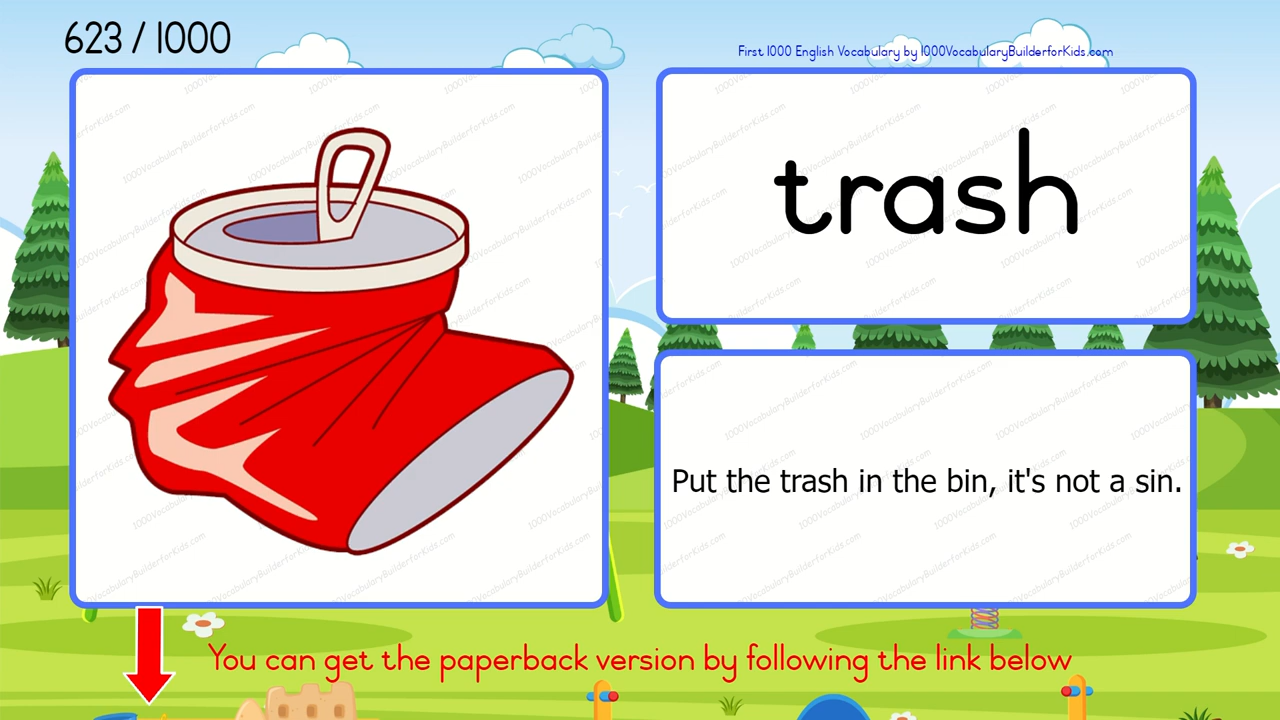 623 / 1000
First 1000 English Vocabulary by 1000VocabularyBuilderforKids.com
trash
Put the trash in the bin, it's not a sin.
You can get the paperback version by following the link below